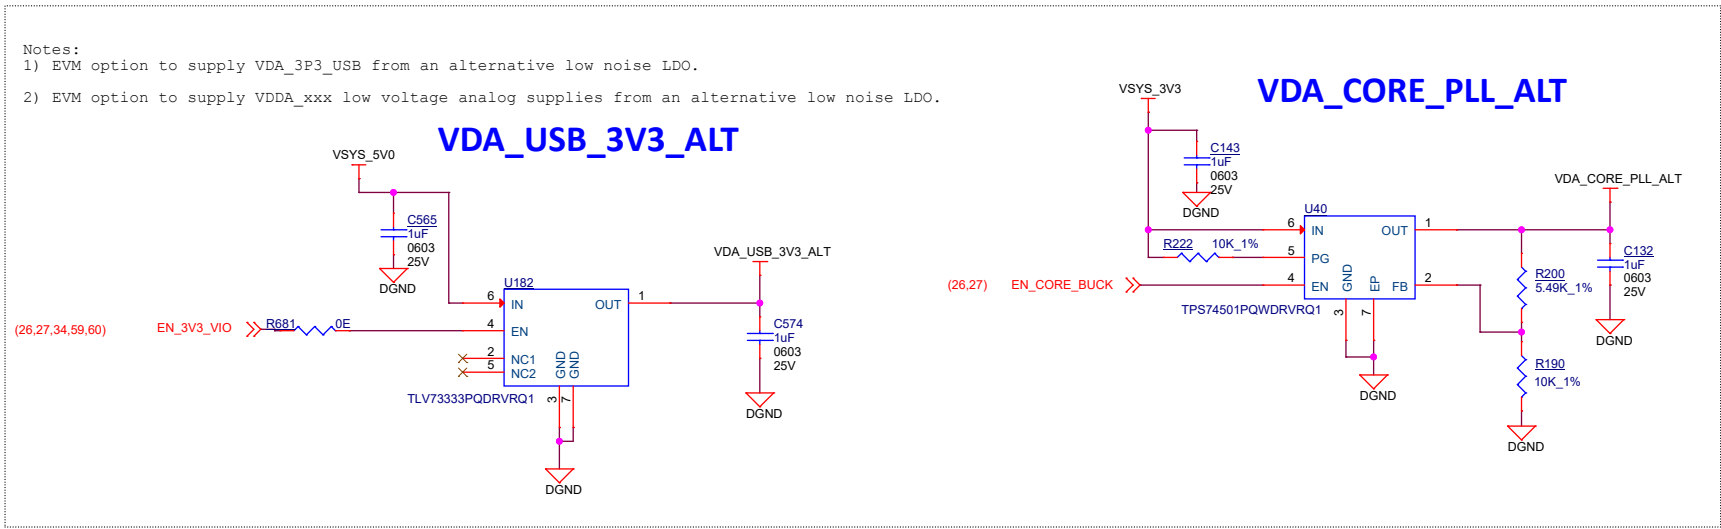 Notes:
1) EVM option to supply VDA_3P3_USB from an alternative low noise LDO.
2) EVM option to supply VDDA_xxx low voltage analog supplies from an alternative low noise LDO.
VDA_USB_3V3_ALT
VSYS_5V0
C565
1uF
0603
25V
DGND
U182
6
IN
OUT
1
4
EN
2
NC1
5
NC2
GND
GND
3
7
TLV73333PQDRVRQ1
(26,27,34,59,60)
EN_3V3_VIO
R681
0E
VDA_USB_3V3_ALT
C574
1uF
0603
25V
DGND
DGND
VDA_CORE_PLL_ALT
VSYS_3V3
C143
1uF
0603
25V
DGND
U40
6
IN
OUT
1
R222
10K_1%
5
PG
(26,27)
EN_CORE_BUCK
4
EN
GND
EP
FB
2
3
7
TPS74501PQWDRVRQ1
DGND
VDA_CORE_PLL_ALT
R200
5.49K_1%
C132
1uF
0603
25V
DGND
R190
10K_1%
DGND